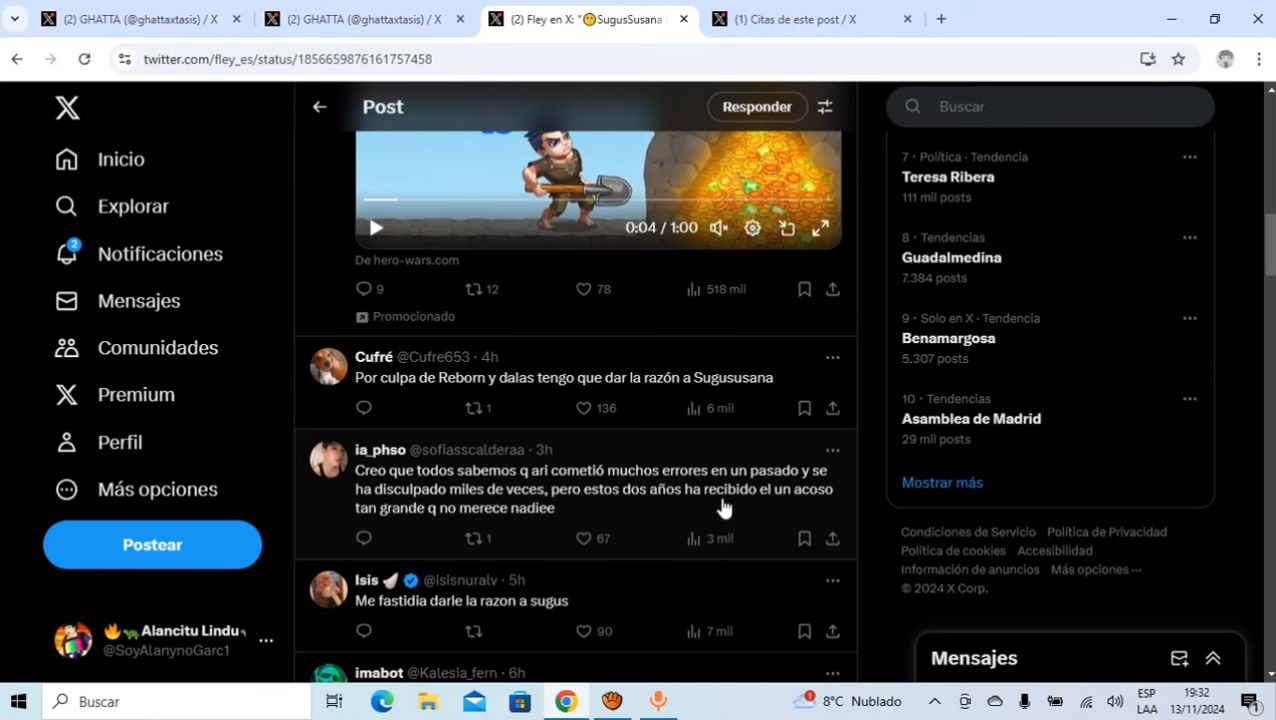 (2) GHATTA (@ghattaxtasis) / X
(2) GHATTA (@ghattaxtasis) / X
(2) Fley en X: "🤭SugusSusana
(1) Citas de este post / X
twitter.com/fley_es/status/1856659876161757458
Inicio
Explorar
2
Notificaciones
Mensajes
Comunidades
Premium
Perfil
Más opciones
Postear
🔥🦖Alancitu Lindu
@SoyAlanynoGarc1
Post
Responder
0:04 / 1:00
De hero-wars.com
9
12
78
518 mil
Promocionado
Cufré @Cufre653 · 4h
Por culpa de Reborn y dalas tengo que dar la razón a Sugususana
1
136
6 mil
ia_phso @sofiasscalderaa · 3h
Creo que todos sabemos q ari cometió muchos errores en un pasado y se
ha disculpado miles de veces, pero estos dos años ha recibido el un acoso
tan grande q no merece nadiee
1
67
3 mil
Isis @isisnuralv · 5h
Me fastidia darle la razon a sugus
90
7 mil
imabot @Kalesia_fern · 6h
Buscar
7 · Política · Tendencia
Teresa Ribera
111 mil posts
8 · Tendencias
Guadalmedina
7.384 posts
9 · Solo en X · Tendencia
Benamargosa
5.307 posts
10 · Tendencias
Asamblea de Madrid
29 mil posts
Mostrar más
Condiciones de Servicio Política de Privacidad
Política de cookies Accesibilidad
Información de anuncios Más opciones ···
© 2024 X Corp.
Mensajes
Buscar
1
8°C Nublado
ESP
LAA
19:32
13/11/2024
1